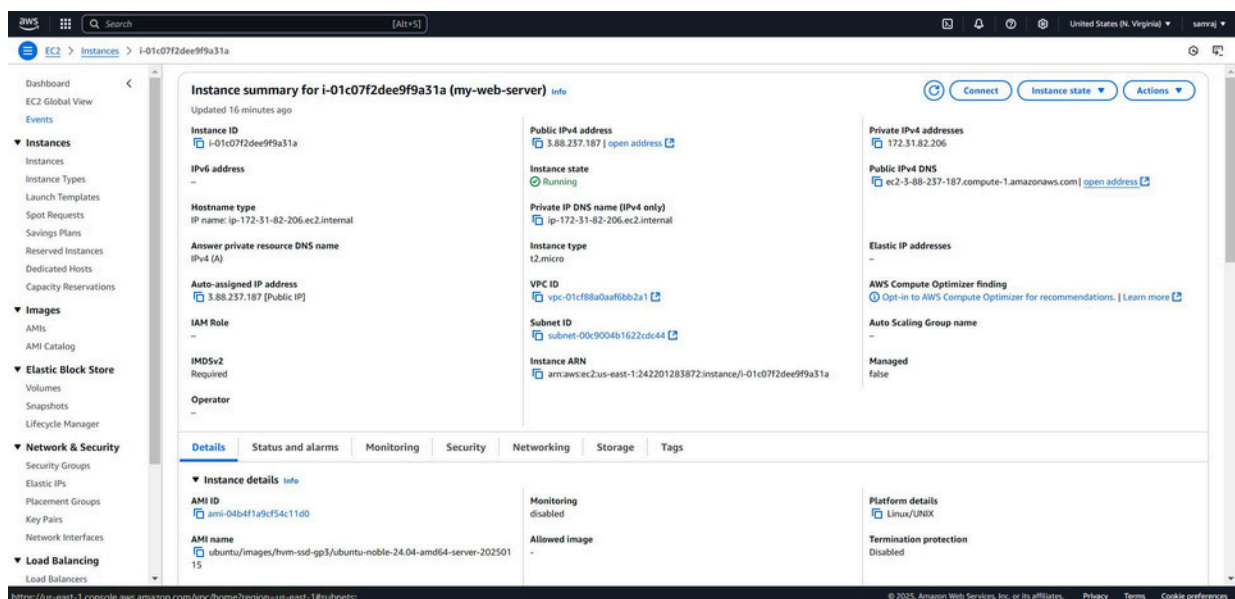 aws
Search
[Alt+S]
United States (N. Virginia)
samraj
EC2 > Instances > i-01c07f2dee9f9a31a
Dashboard
EC2 Global View
Events
Instances
Instances
Instance Types
Launch Templates
Spot Requests
Savings Plans
Reserved Instances
Dedicated Hosts
Capacity Reservations
Images
AMIs
AMI Catalog
Elastic Block Store
Volumes
Snapshots
Lifecycle Manager
Network & Security
Security Groups
Elastic IPs
Placement Groups
Key Pairs
Network Interfaces
Load Balancing
Load Balancers
Instance summary for i-01c07f2dee9f9a31a (my-web-server) Info
Updated 16 minutes ago
Connect
Instance state
Actions
Instance ID
i-01c07f2dee9f9a31a
Public IPv4 address
3.88.237.187 | open address
Private IPv4 addresses
172.31.82.206
IPv6 address
–
Instance state
Running
Public IPv4 DNS
ec2-3-88-237-187.compute-1.amazonaws.com | open address
Hostname type
IP name: ip-172-31-82-206.ec2.internal
Private IP DNS name (IPv4 only)
ip-172-31-82-206.ec2.internal
Answer private resource DNS name
IPv4 (A)
Instance type
t2.micro
Elastic IP addresses
–
Auto-assigned IP address
3.88.237.187 [Public IP]
VPC ID
vpc-01cf88a0aaf6bb2a1
AWS Compute Optimizer finding
Opt-in to AWS Compute Optimizer for recommendations. | Learn more
IAM Role
–
Subnet ID
subnet-00c9004b1622cdc44
Auto Scaling Group name
–
IMDSv2
Required
Instance ARN
arn:aws:ec2:us-east-1:242201283872:instance/i-01c07f2dee9f9a31a
Managed
false
Operator
–
Details
Status and alarms
Monitoring
Security
Networking
Storage
Tags
Instance details Info
AMI ID
ami-04b4f1a9cf54c11d0
Monitoring
disabled
Platform details
Linux/UNIX
AMI name
ubuntu/images/hvm-ssd-gp3/ubuntu-noble-24.04-amd64-server-202501
15
Allowed image
-
Termination protection
Disabled
https://us-east-1.console.aws.amazon.com/vpc/home?region=us-east-1#subnets:
© 2025, Amazon Web Services, Inc. or its affiliates.
Privacy
Terms
Cookie preferences